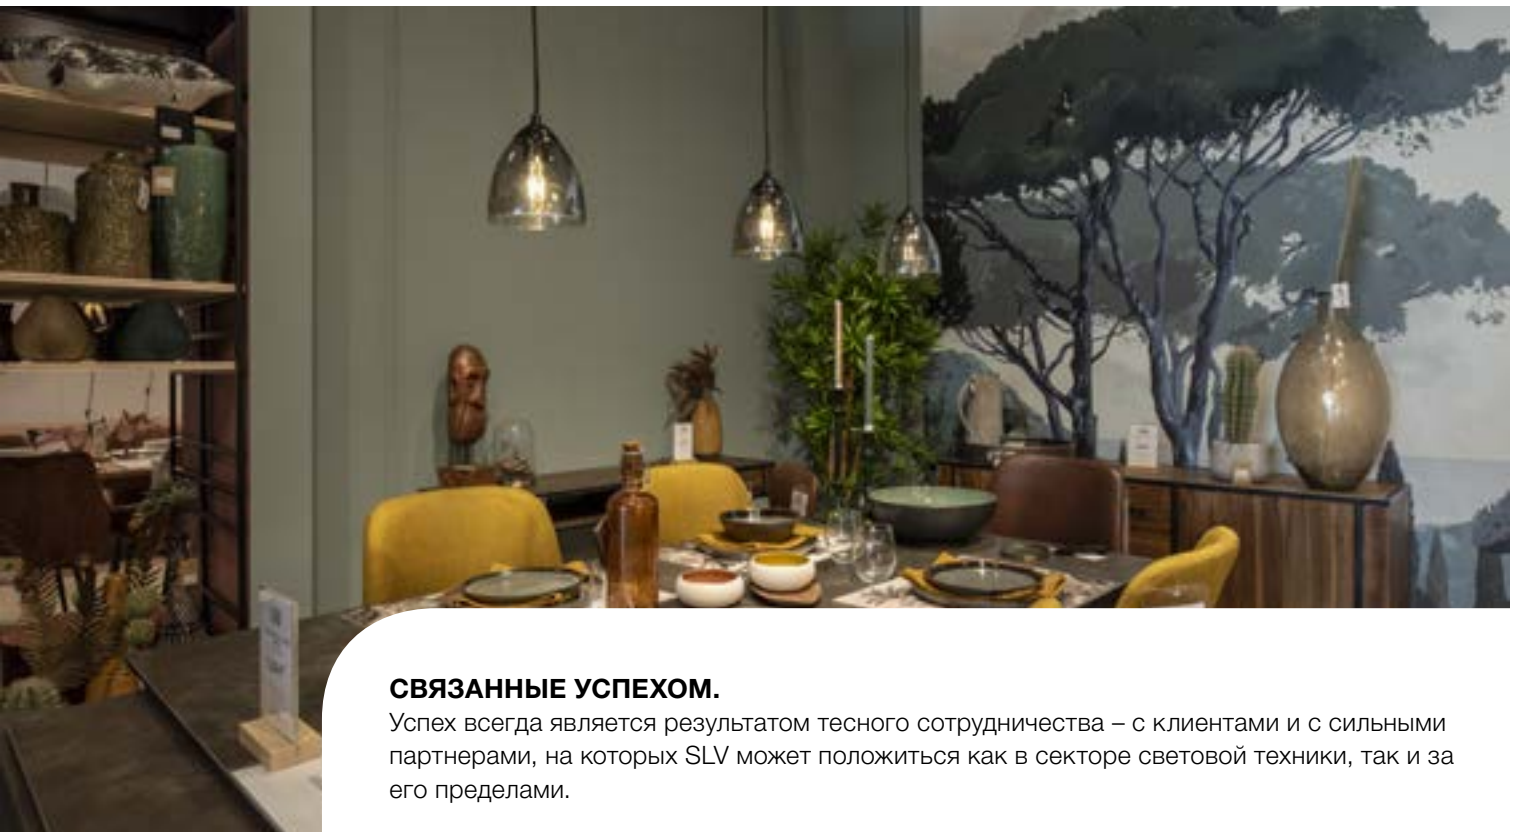 СВЯЗАННЫЕ УСПЕХОМ.
Успех всегда является результатом тесного сотрудничества – с клиентами и с сильными
партнерами, на которых SLV может положиться как в секторе световой техники, так и за
его пределами.